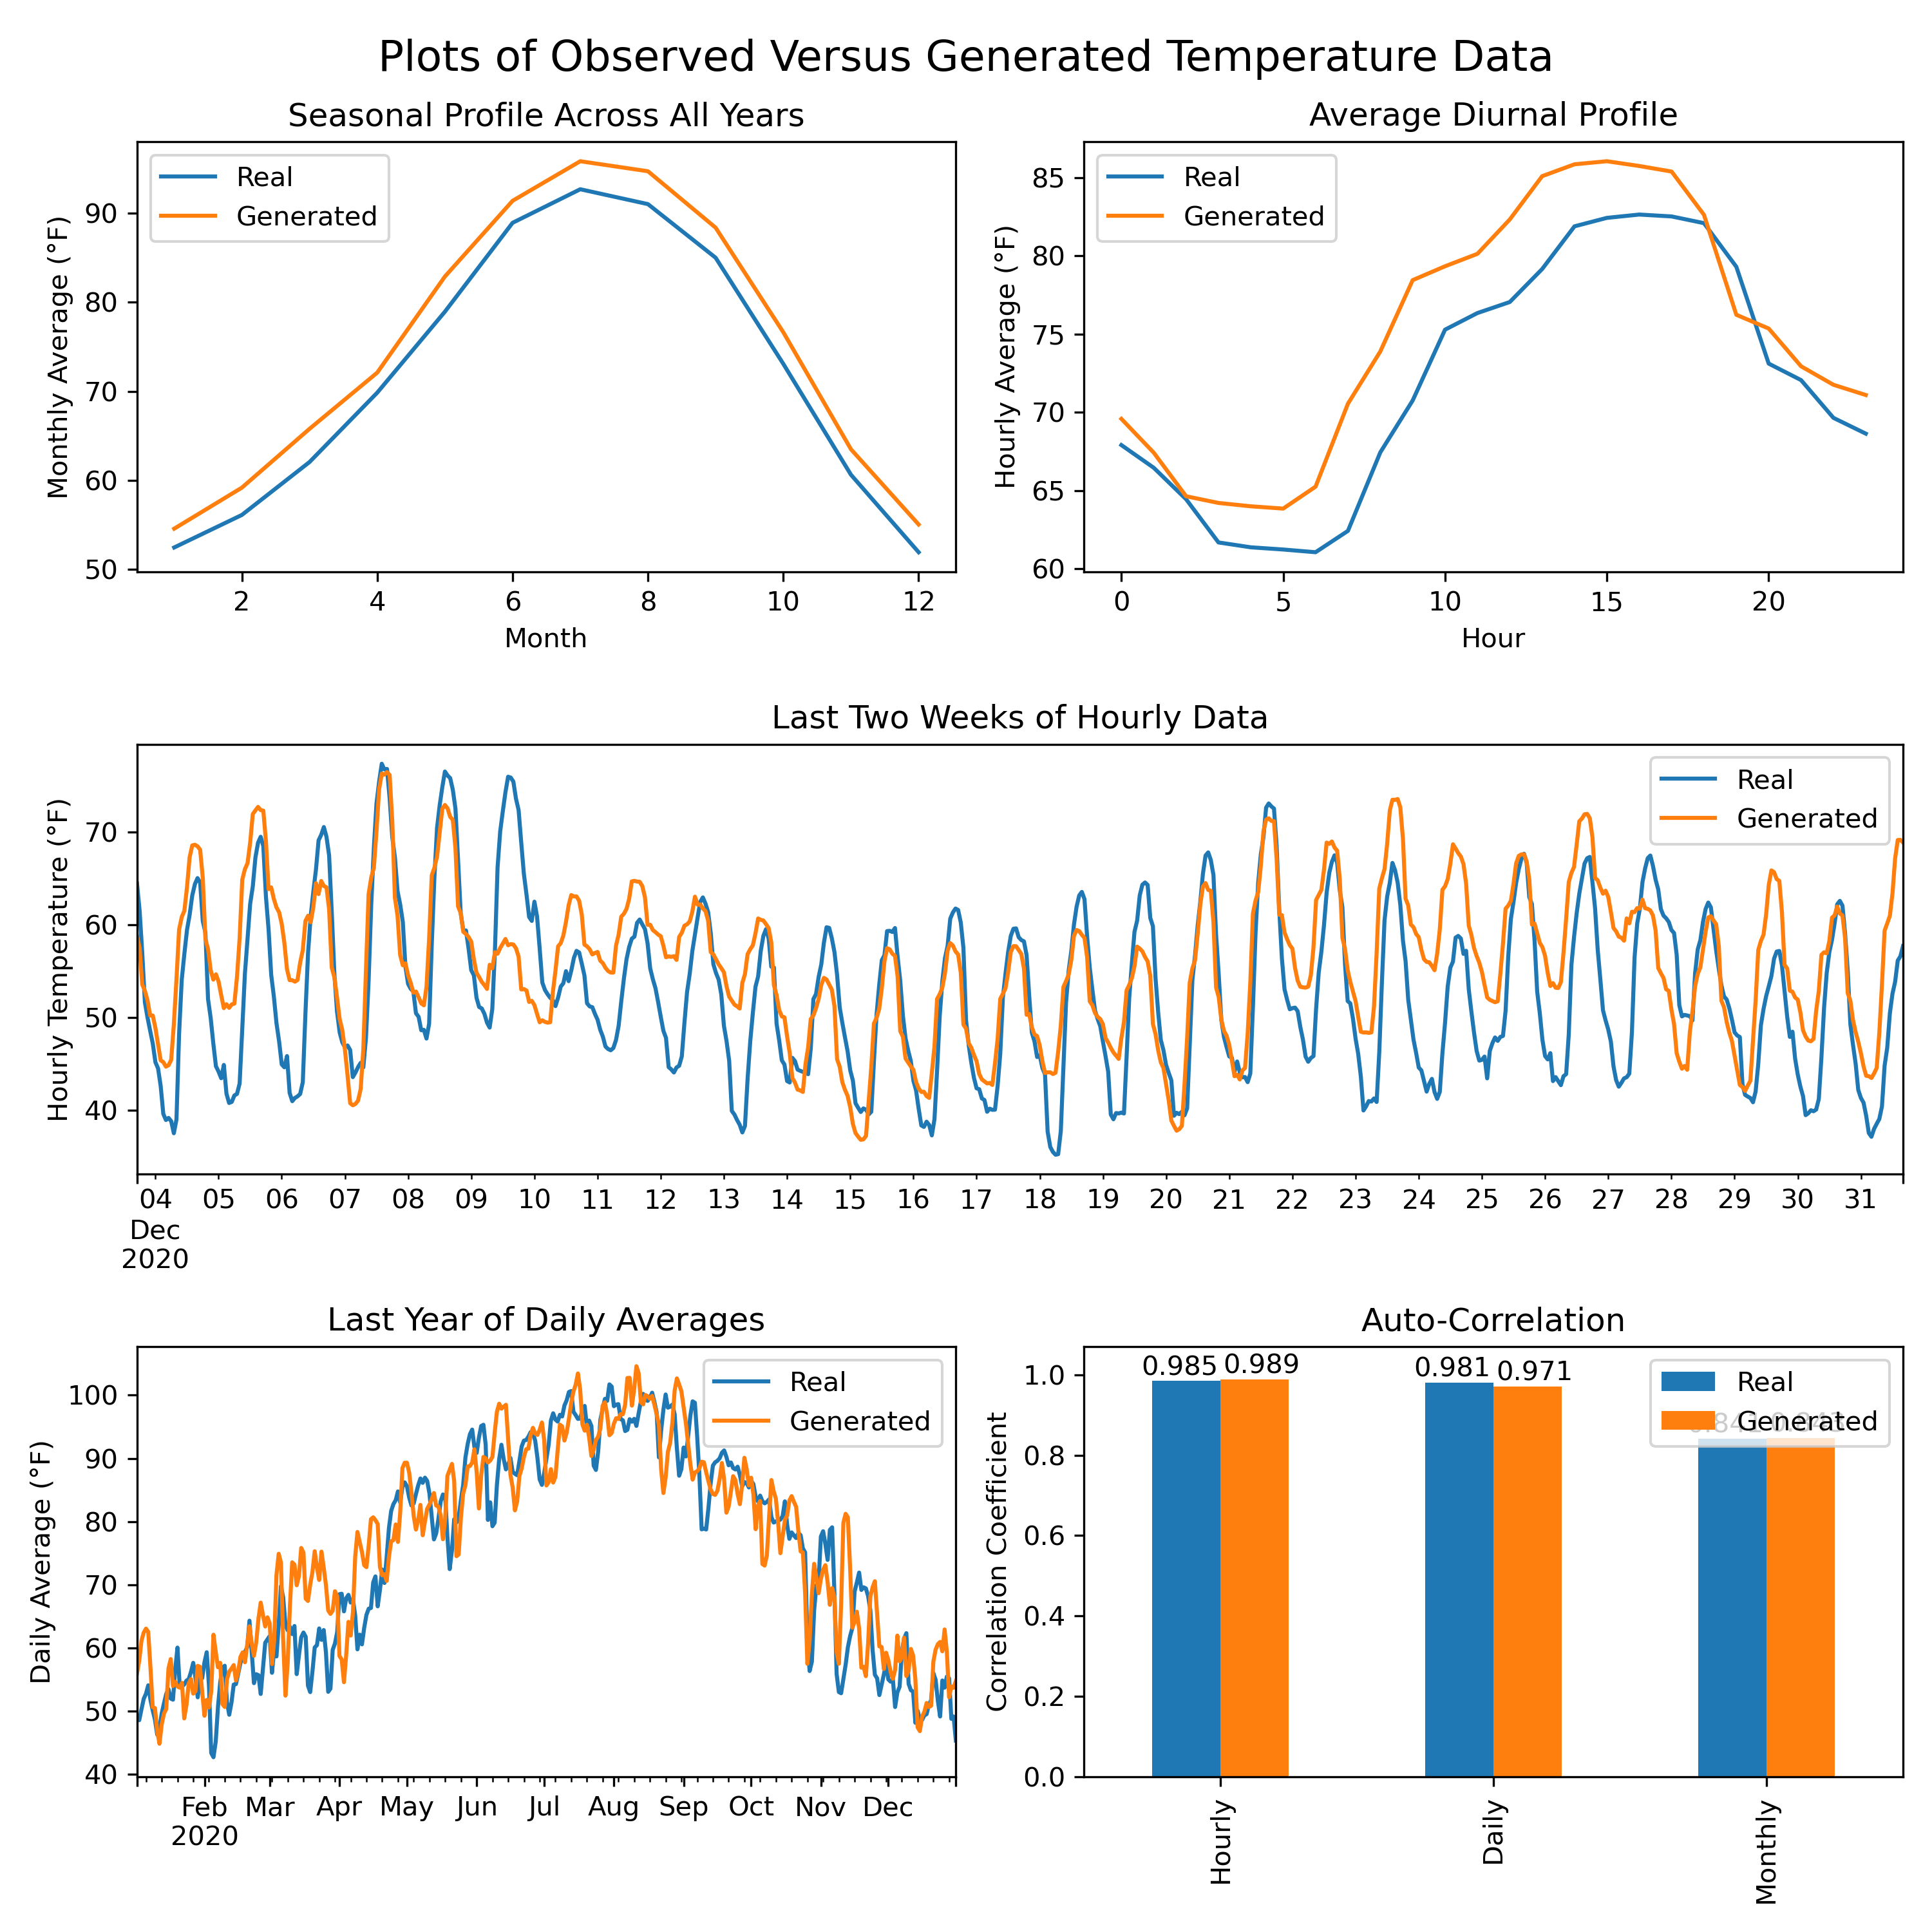 Plots of Observed Versus Generated Temperature Data
Seasonal Profile Across All Years
Real
Generated
Monthly Average (°F)
90
80
70
60
50
2 4 6 8 10 12
Month
Average Diurnal Profile
Real
Generated
Hourly Average (°F)
85
80
75
70
65
60
0 5 10 15 20
Hour
Last Two Weeks of Hourly Data
Real
Generated
Hourly Temperature (°F)
70
60
50
40
04 05 06 07 08 09 10 11 12 13 14 15 16 17 18 19 20 21 22 23 24 25 26 27 28 29 30 31
Dec
2020
Last Year of Daily Averages
Real
Generated
Daily Average (°F)
100
90
80
70
60
50
40
Feb Mar Apr May Jun Jul Aug Sep Oct Nov Dec
2020
Auto-Correlation
0.985 0.989 0.981 0.971
Real
Generated
Correlation Coefficient
1.0
0.8
0.6
0.4
0.2
0.0
Hourly Daily Monthly